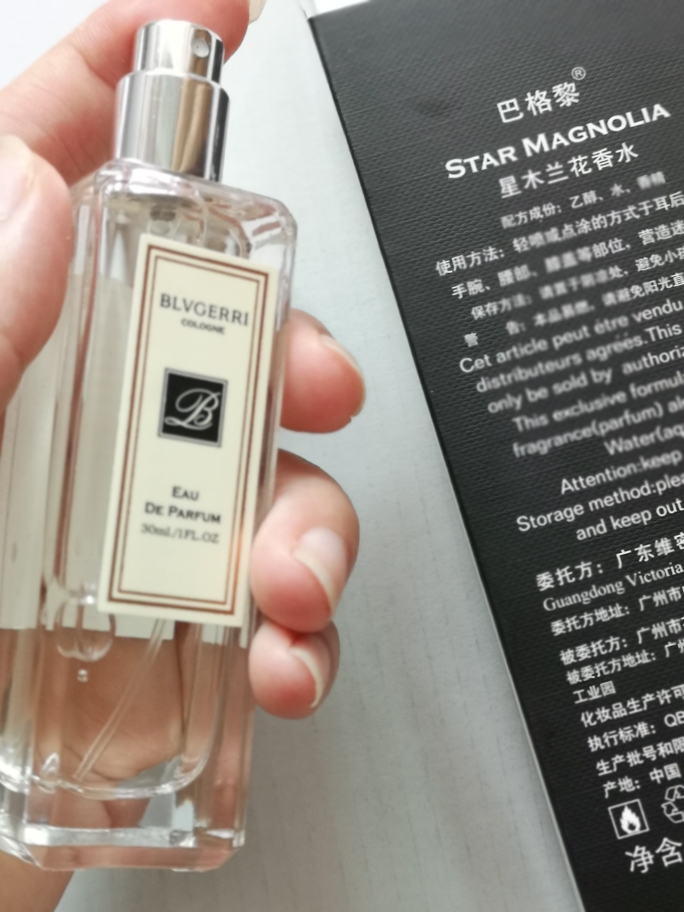 BLVGERRI
COLOGNE
B
EAU
DE PARFUM
30mL/1FL.OZ
巴格黎®
STAR MAGNOLIA
星木兰花香水
配方成份：乙醇、水、香精
使用方法：轻喷或点涂的方式于耳后
手腕、腰部、膝盖等部位，营造迷
保存方法：请置于阴凉处，避免小孩
警 告：本品易燃，请避免阳光直
Cet article peut être vendu
distributeurs agréés.This
only be sold by authoriz
This exclusive formul
fragrance(parfum) al
Water(aq
Attention:keep
Storage method:plea
and keep out
委托方：广东维密
Guangdong Victoria
委托方地址：广州市
被委托方：广州市
被委托方地址：广州
工业园
化妆品生产许可
执行标准：QB
生产批号和限
产地：中国
净含